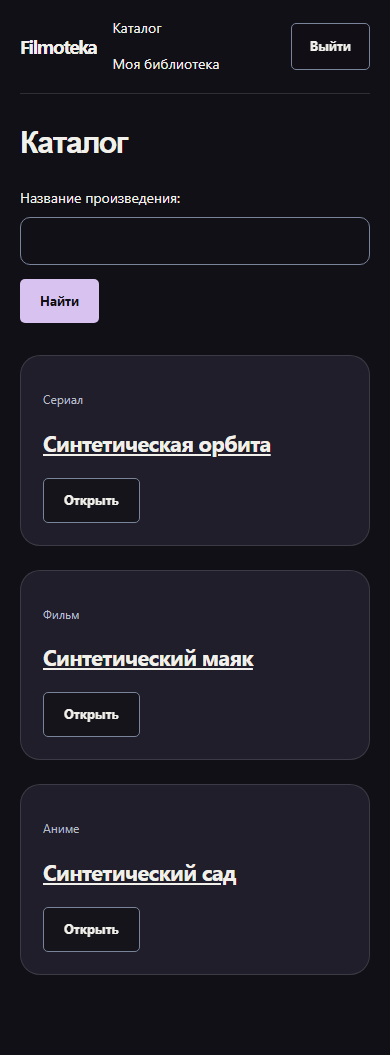 Filmoteka
Каталог
Моя библиотека
Выйти
Каталог
Название произведения:
Найти
Сериал
Синтетическая орбита
Открыть
Фильм
Синтетический маяк
Открыть
Аниме
Синтетический сад
Открыть